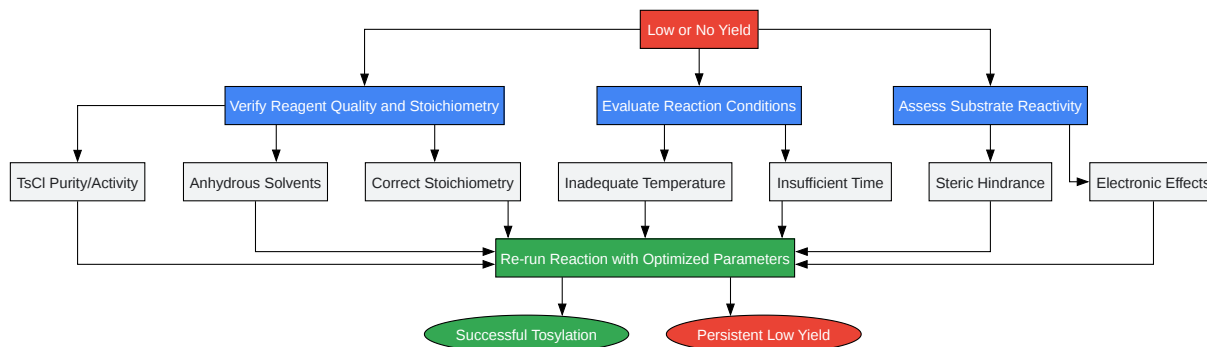 Low or No Yield
Verify Reagent Quality and Stoichiometry
Evaluate Reaction Conditions
Assess Substrate Reactivity
TsCl Purity/Activity
Anhydrous Solvents
Correct Stoichiometry
Inadequate Temperature
Insufficient Time
Steric Hindrance
Electronic Effects
Re-run Reaction with Optimized Parameters
Successful Tosylation
Persistent Low Yield